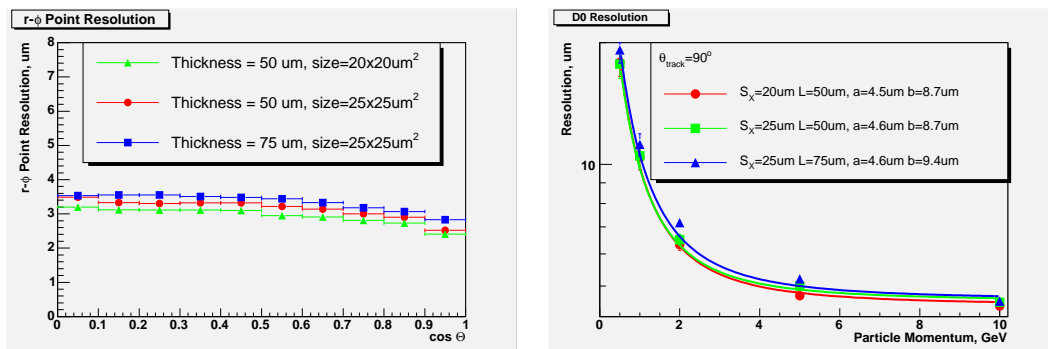 r-ϕ Point Resolution
r-ϕ Point Resolution, um
8
7
6
5
4
3
2
1
0
Thickness = 50 um, size=20x20um²
Thickness = 50 um, size=25x25um²
Thickness = 75 um, size=25x25um²
0 0.1 0.2 0.3 0.4 0.5 0.6 0.7 0.8 0.9 1
cos Θ
D0 Resolution
Resolution, um
10
θtrack=90°
SX=20um L=50um, a=4.5um b=8.7um
SX=25um L=50um, a=4.6um b=8.7um
SX=25um L=75um, a=4.6um b=9.4um
0 2 4 6 8 10
Particle Momentum, GeV